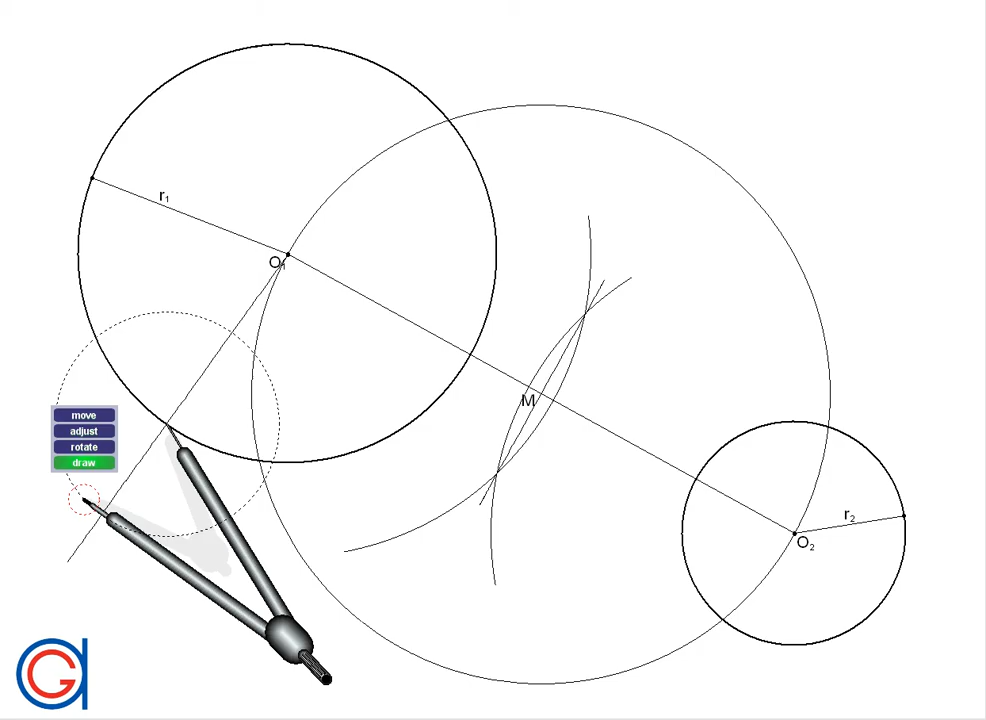 r₁
O₁
M
move
adjust
rotate
draw
r₂
O₂